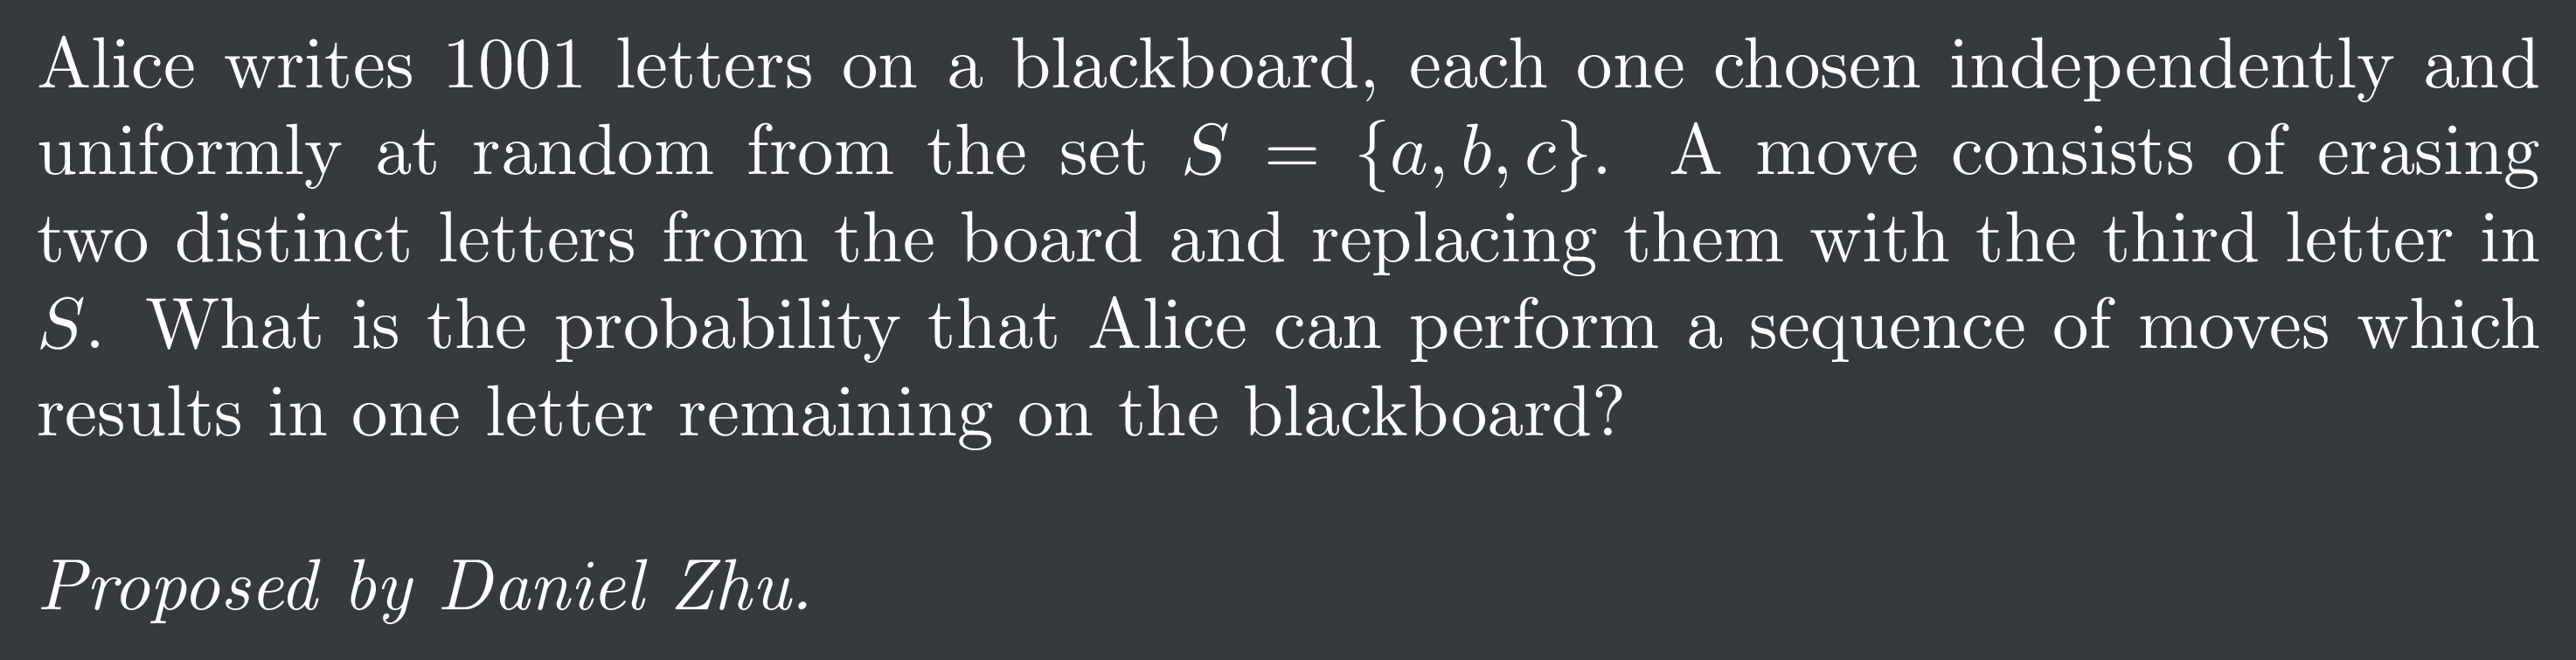 Alice writes 1001 letters on a blackboard, each one chosen independently and
uniformly at random from the set S = {a, b, c}. A move consists of erasing
two distinct letters from the board and replacing them with the third letter in
S. What is the probability that Alice can perform a sequence of moves which
results in one letter remaining on the blackboard?
Proposed by Daniel Zhu.